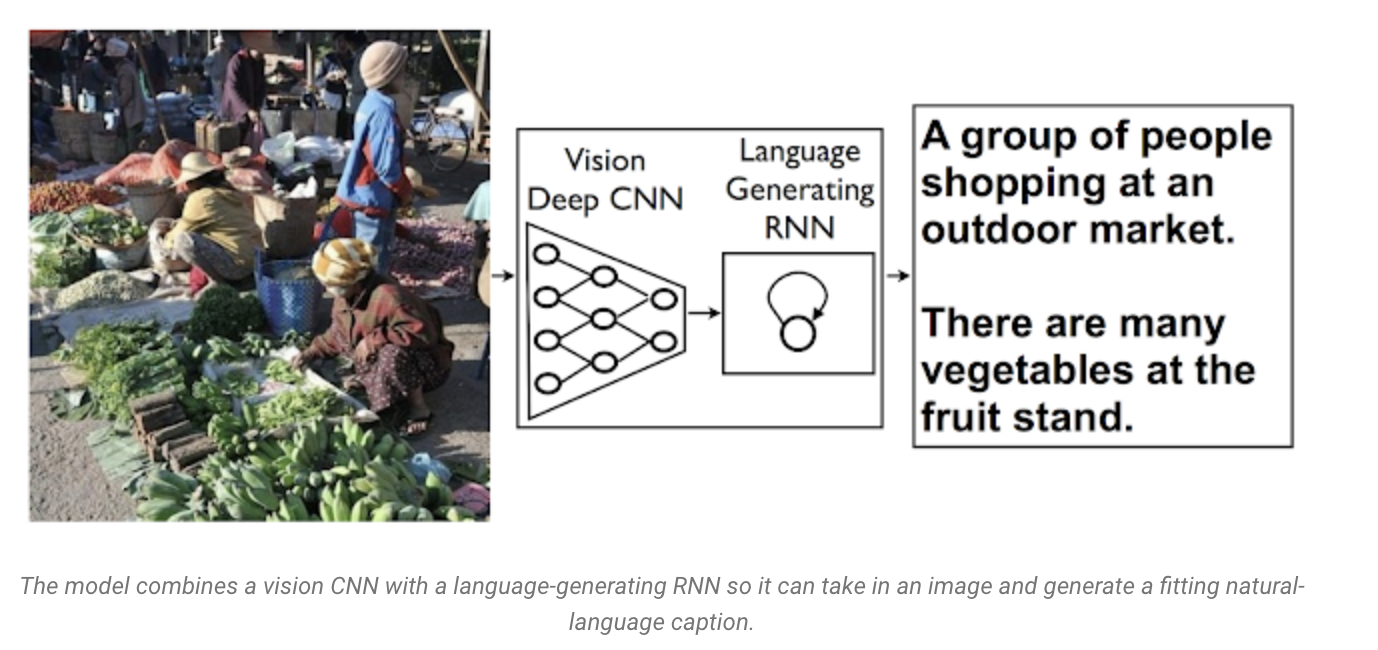 Vision
Deep CNN
Language
Generating
RNN
A group of people
shopping at an
outdoor market.
There are many
vegetables at the
fruit stand.
The model combines a vision CNN with a language-generating RNN so it can take in an image and generate a fitting natural-
language caption.